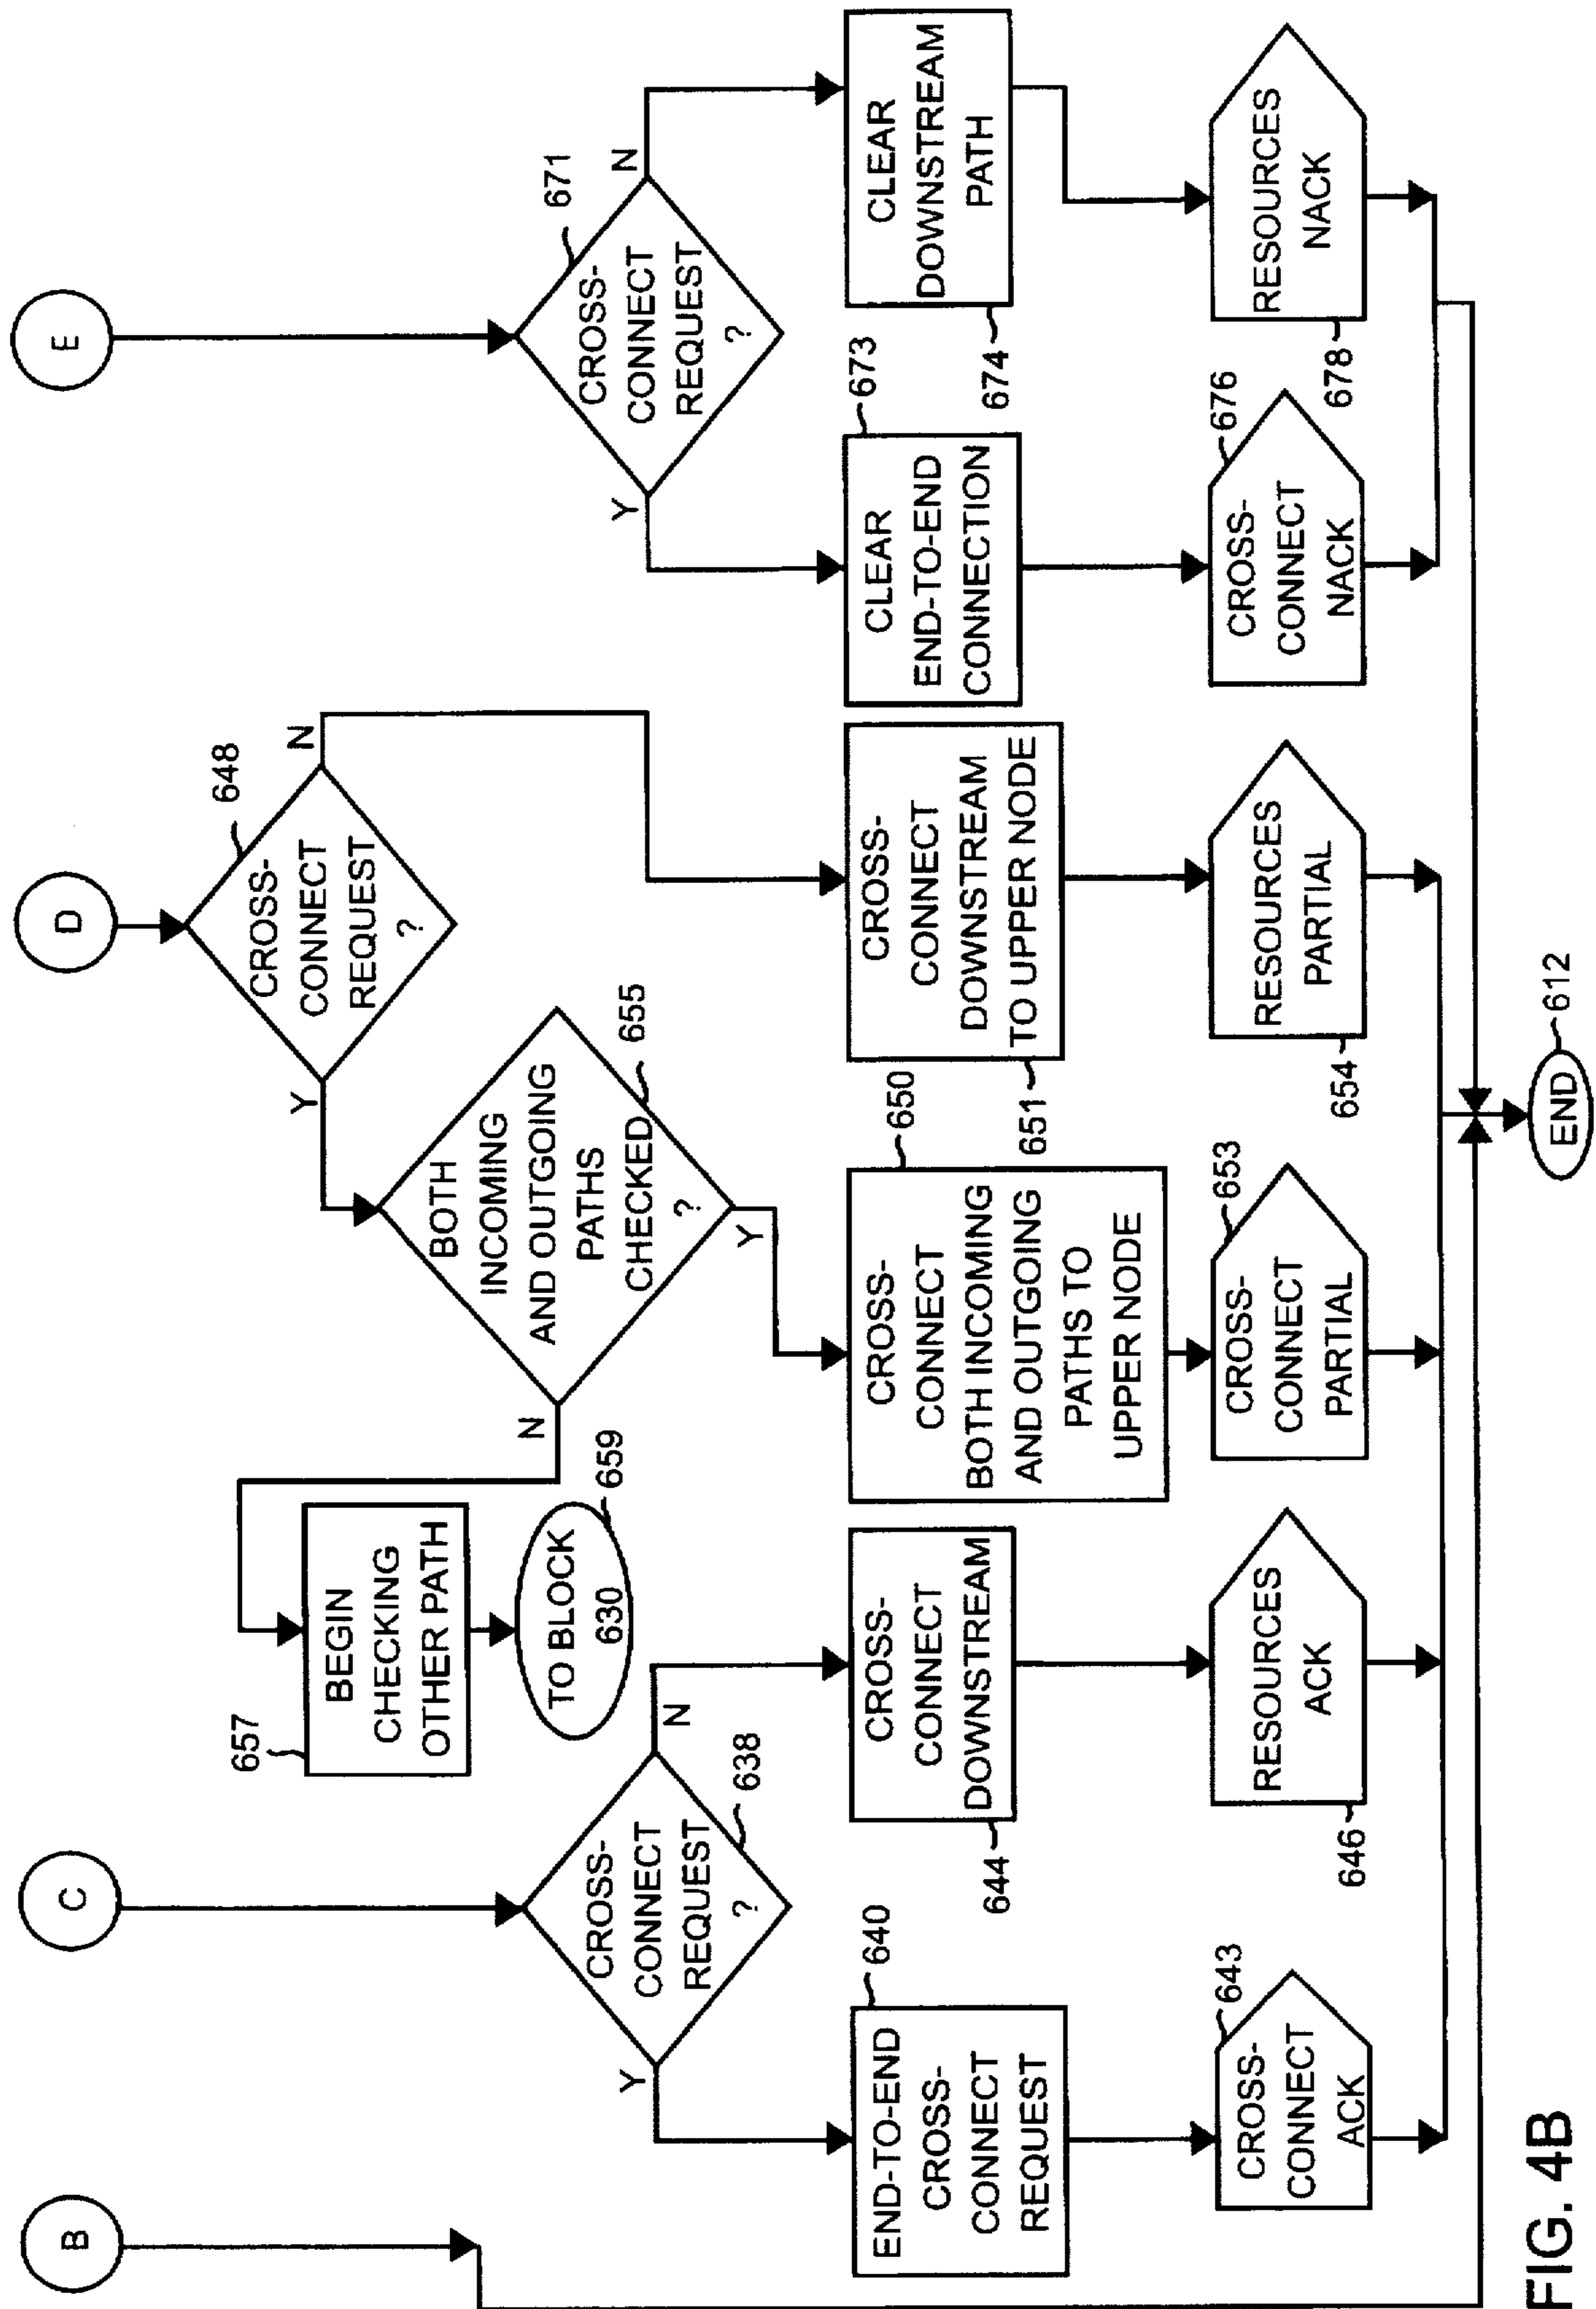 B
C
D
E
CROSS-
CONNECT
REQUEST
?
648
Y
N
BEGIN
CHECKING
OTHER PATH
657
TO BLOCK
630
659
BOTH
INCOMING
AND OUTGOING
PATHS
CHECKED
?
655
N
Y
CROSS-
CONNECT
REQUEST
?
638
Y
N
CROSS-
CONNECT
REQUEST
?
671
Y
N
END-TO-END
CROSS-
CONNECT
REQUEST
640
CROSS-
CONNECT
DOWNSTREAM
644
CROSS-
CONNECT
BOTH INCOMING
AND OUTGOING
PATHS TO
UPPER NODE
650
CROSS-
CONNECT
DOWNSTREAM
TO UPPER NODE
651
CLEAR
END-TO-END
CONNECTION
673
CLEAR
DOWNSTREAM
PATH
674
CROSS-
CONNECT
ACK
643
RESOURCES
ACK
646
CROSS-
CONNECT
PARTIAL
653
RESOURCES
PARTIAL
654
CROSS-
CONNECT
NACK
676
RESOURCES
NACK
678
END
612
FIG. 4B